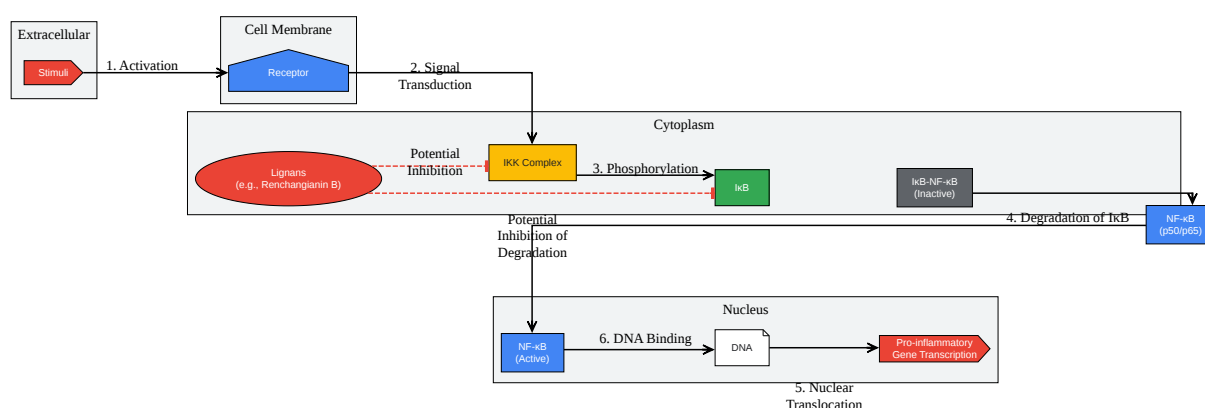 Extracellular
Stimuli
1. Activation
Cell Membrane
Receptor
2. Signal
Transduction
Cytoplasm
Lignans
(e.g., Renchangianin B)
Potential
Inhibition
IKK Complex
3. Phosphorylation
IκB
IκB-NF-κB
(Inactive)
NF-κB
(p50/p65)
4. Degradation of IκB
Potential
Inhibition of
Degradation
Nucleus
NF-κB
(Active)
6. DNA Binding
DNA
Pro-inflammatory
Gene Transcription
5. Nuclear
Translocation